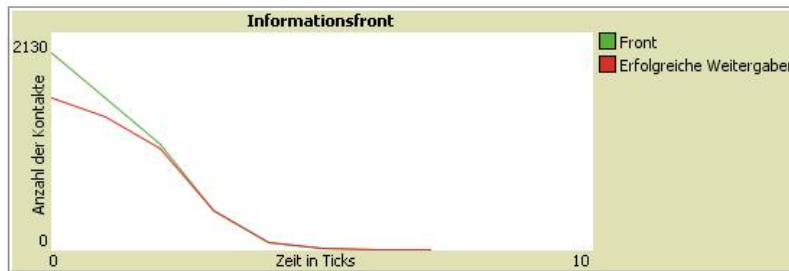 Informationsfront
2130
Anzahl der Kontakte
0
0
Zeit in Ticks
10
Front
Erfolgreiche Weitergaben